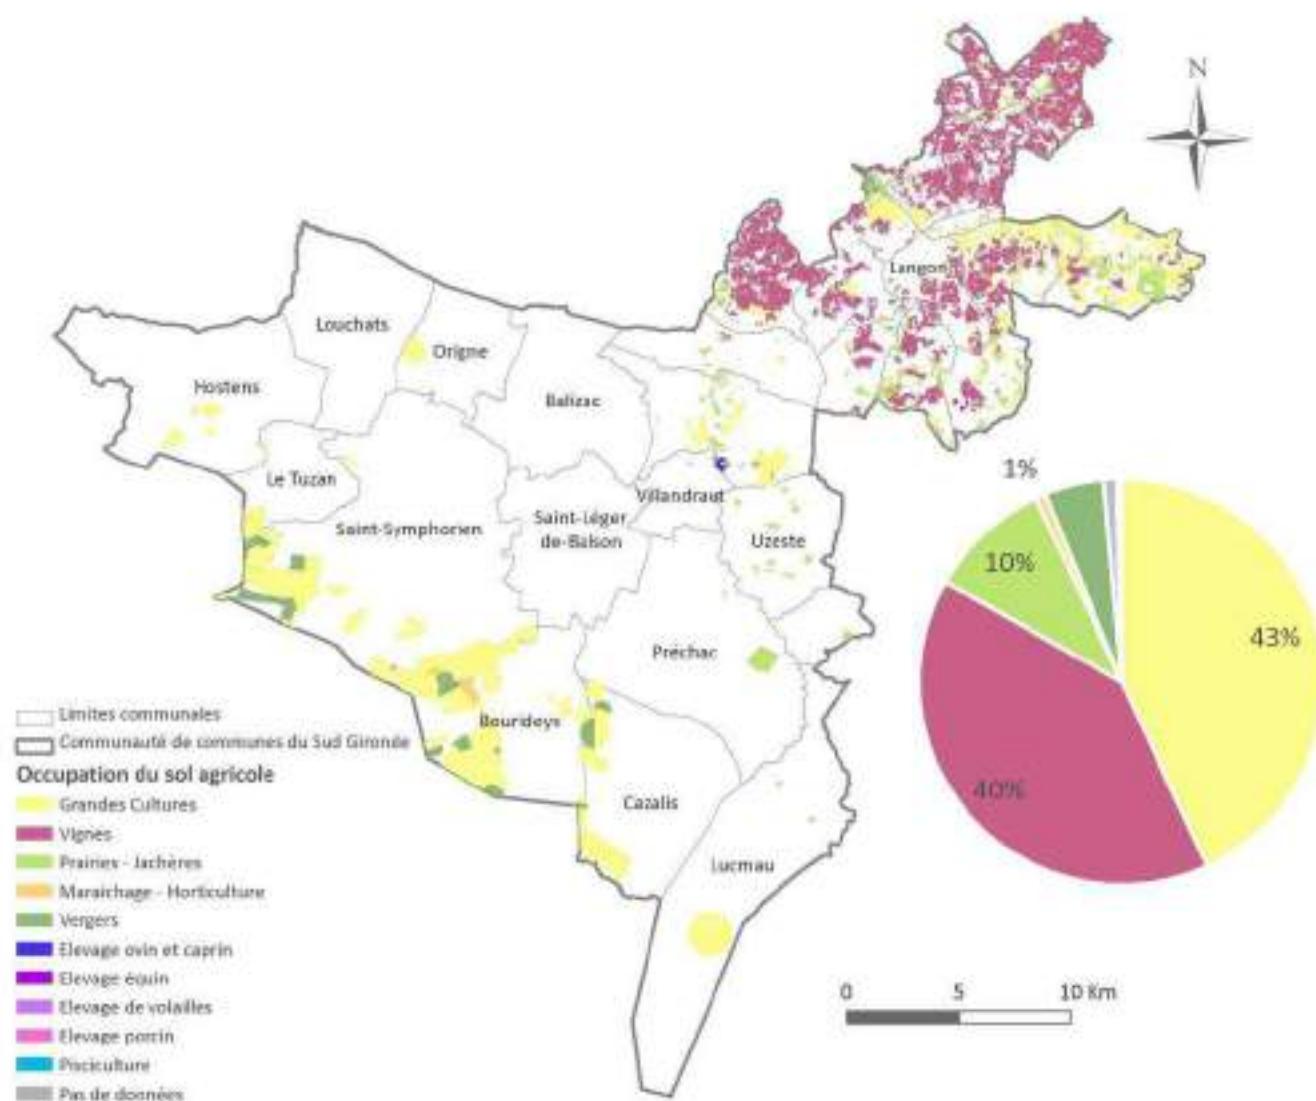 N
Louchats
Origne
Hostens
Balizac
Langon
Le Tuzan
Saint-Symphorien
Saint-Léger
de-Balson
Villandraut
Uzeste
Préchac
Bourideys
Cazalis
Lucmau
1%
10%
43%
40%
Limites communales
Communauté de communes du Sud Gironde
Occupation du sol agricole
Grandes Cultures
Vignes
Prairies - Jachères
Maraichage - Horticulture
Vergers
Elevage ovin et caprin
Elevage équin
Elevage de volailles
Elevage porcin
Pisciculture
Pas de données
0 5 10 Km